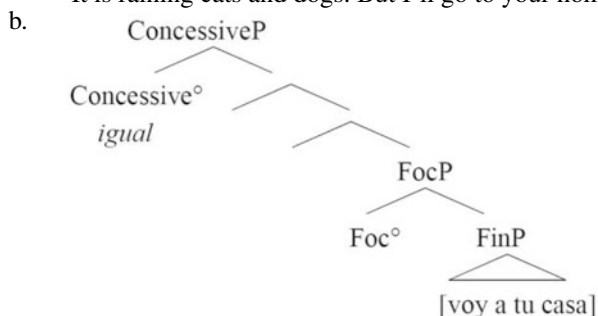 b.
ConcessiveP
Concessive°
igual
FocP
Foc° FinP
[voy a tu casa]